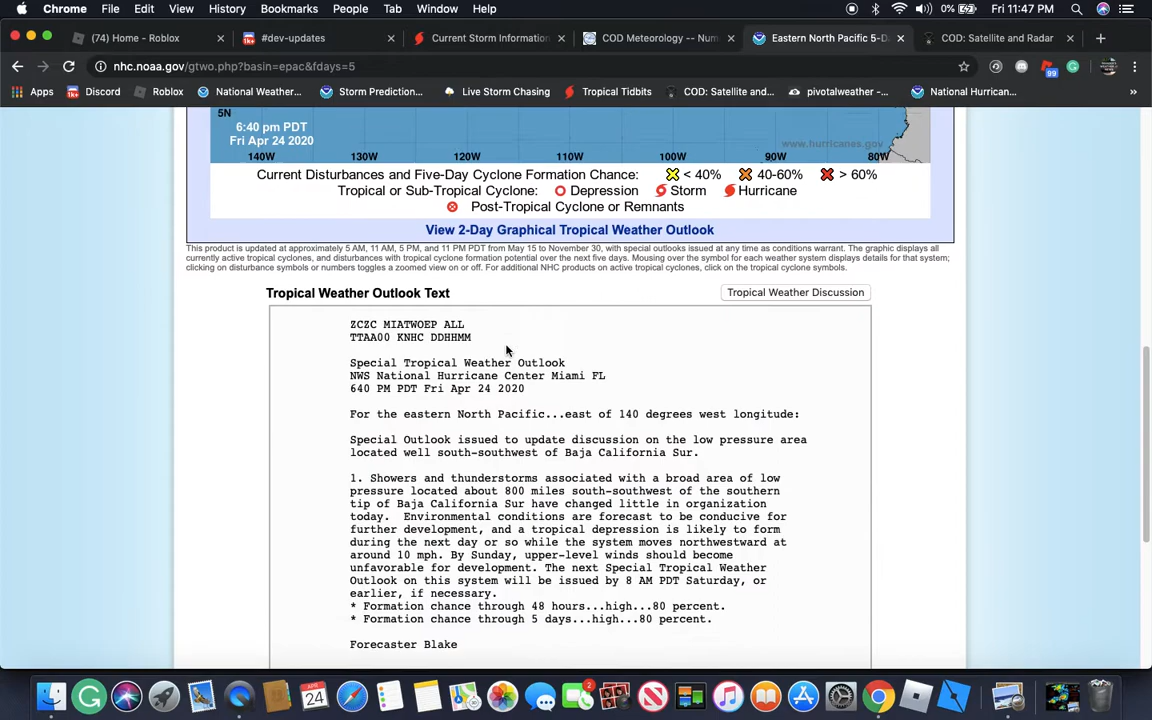 Chrome File Edit View History Bookmarks People Tab Window Help 0% Fri 11:47 PM
(74) Home - Roblox #dev-updates Current Storm Information COD Meteorology -- Num Eastern North Pacific 5-D COD: Satellite and Radar
nhc.noaa.gov/gtwo.php?basin=epac&fdays=5 99
Apps Discord Roblox National Weather... Storm Prediction... Live Storm Chasing Tropical Tidbits COD: Satellite and... pivotalweather -... National Hurrican... »
5N
6:40 pm PDT
Fri Apr 24 2020
www.hurricanes.gov
140W 130W 120W 110W 100W 90W 80W
Current Disturbances and Five-Day Cyclone Formation Chance: < 40% 40-60% > 60%
Tropical or Sub-Tropical Cyclone: Depression Storm Hurricane
Post-Tropical Cyclone or Remnants
View 2-Day Graphical Tropical Weather Outlook
This product is updated at approximately 5 AM, 11 AM, 5 PM, and 11 PM PDT from May 15 to November 30, with special outlooks issued at any time as conditions warrant. The graphic displays all
currently active tropical cyclones, and disturbances with tropical cyclone formation potential over the next five days. Mousing over the symbol for each weather system displays details for that system;
clicking on disturbance symbols or numbers toggles a zoomed view on or off. For additional NHC products on active tropical cyclones, click on the tropical cyclone symbols.
Tropical Weather Outlook Text Tropical Weather Discussion
ZCZC MIATWOEP ALL
TTAA00 KNHC DDHHMM
Special Tropical Weather Outlook
NWS National Hurricane Center Miami FL
640 PM PDT Fri Apr 24 2020
For the eastern North Pacific...east of 140 degrees west longitude:
Special Outlook issued to update discussion on the low pressure area
located well south-southwest of Baja California Sur.
1. Showers and thunderstorms associated with a broad area of low
pressure located about 800 miles south-southwest of the southern
tip of Baja California Sur have changed little in organization
today. Environmental conditions are forecast to be conducive for
further development, and a tropical depression is likely to form
during the next day or so while the system moves northwestward at
around 10 mph. By Sunday, upper-level winds should become
unfavorable for development. The next Special Tropical Weather
Outlook on this system will be issued by 8 AM PDT Saturday, or
earlier, if necessary.
* Formation chance through 48 hours...high...80 percent.
* Formation chance through 5 days...high...80 percent.
Forecaster Blake
APR
24
2